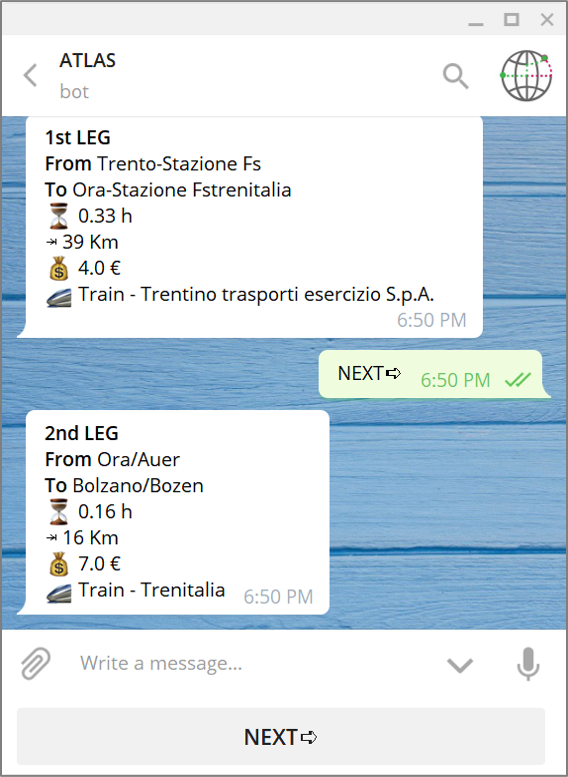 ATLAS
bot
1st LEG
From Trento-Stazione Fs
To Ora-Stazione Fstrenitalia
⏳ 0.33 h
⇥ 39 Km
💰 4.0 €
🚄 Train - Trentino trasporti esercizio S.p.A.
6:50 PM
NEXT➪ 6:50 PM
2nd LEG
From Ora/Auer
To Bolzano/Bozen
⏳ 0.16 h
⇥ 16 Km
💰 7.0 €
🚄 Train - Trenitalia 6:50 PM
Write a message...
NEXT➪